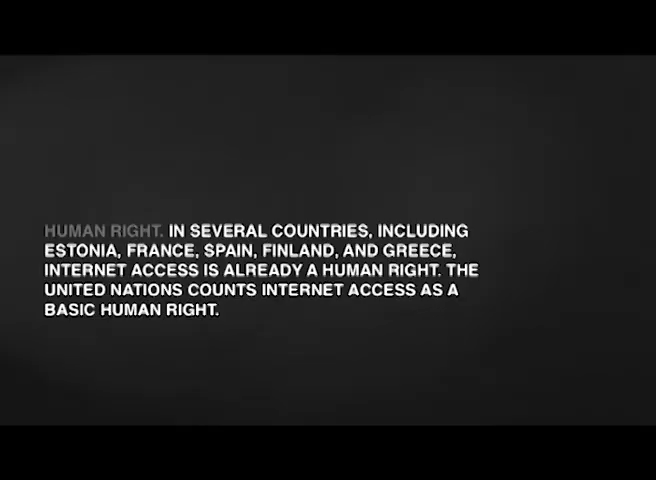 HUMAN RIGHT. IN SEVERAL COUNTRIES, INCLUDING
ESTONIA, FRANCE, SPAIN, FINLAND, AND GREECE,
INTERNET ACCESS IS ALREADY A HUMAN RIGHT. THE
UNITED NATIONS COUNTS INTERNET ACCESS AS A
BASIC HUMAN RIGHT.